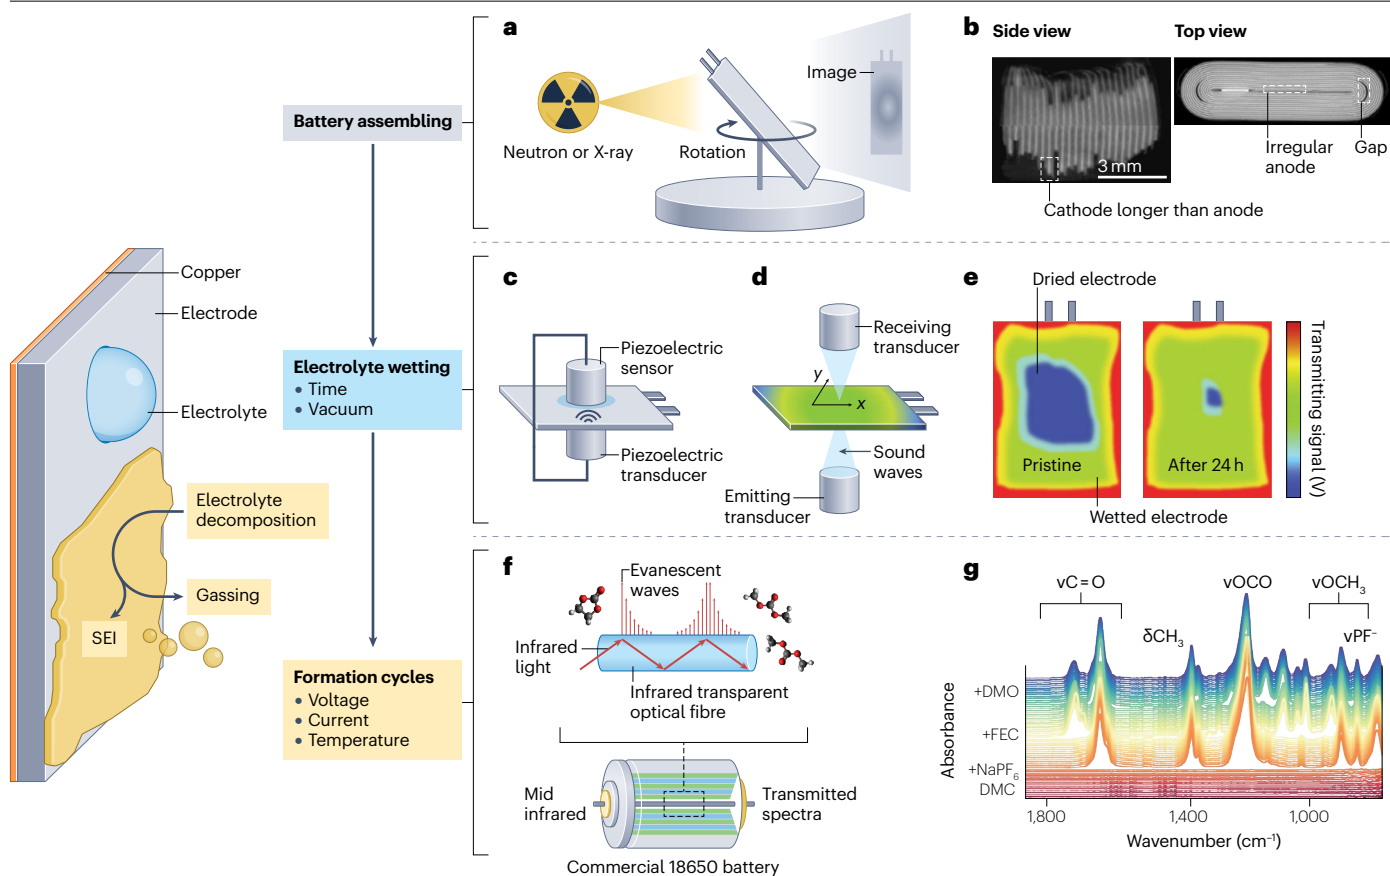 Battery assembling
Electrolyte wetting
• Time
• Vacuum
Formation cycles
• Voltage
• Current
• Temperature
Copper
Electrode
Electrolyte
Electrolyte
decomposition
Gassing
SEI
a
Neutron or X-ray
Rotation
Image
b
Side view
Top view
3 mm
Irregular
anode
Gap
Cathode longer than anode
c
Piezoelectric
sensor
Piezoelectric
transducer
d
Receiving
transducer
y
x
Sound
waves
Emitting
transducer
e
Dried electrode
Pristine
After 24 h
Wetted electrode
Transmitting signal (V)
f
Evanescent
waves
Infrared
light
Infrared transparent
optical fibre
Mid
infrared
Transmitted
spectra
Commercial 18650 battery
g
νC = O
δCH₃
νOCO
νOCH₃
νPF⁻
Absorbance
+DMO
+FEC
+NaPF₆
DMC
1,800
1,400
1,000
Wavenumber (cm⁻¹)